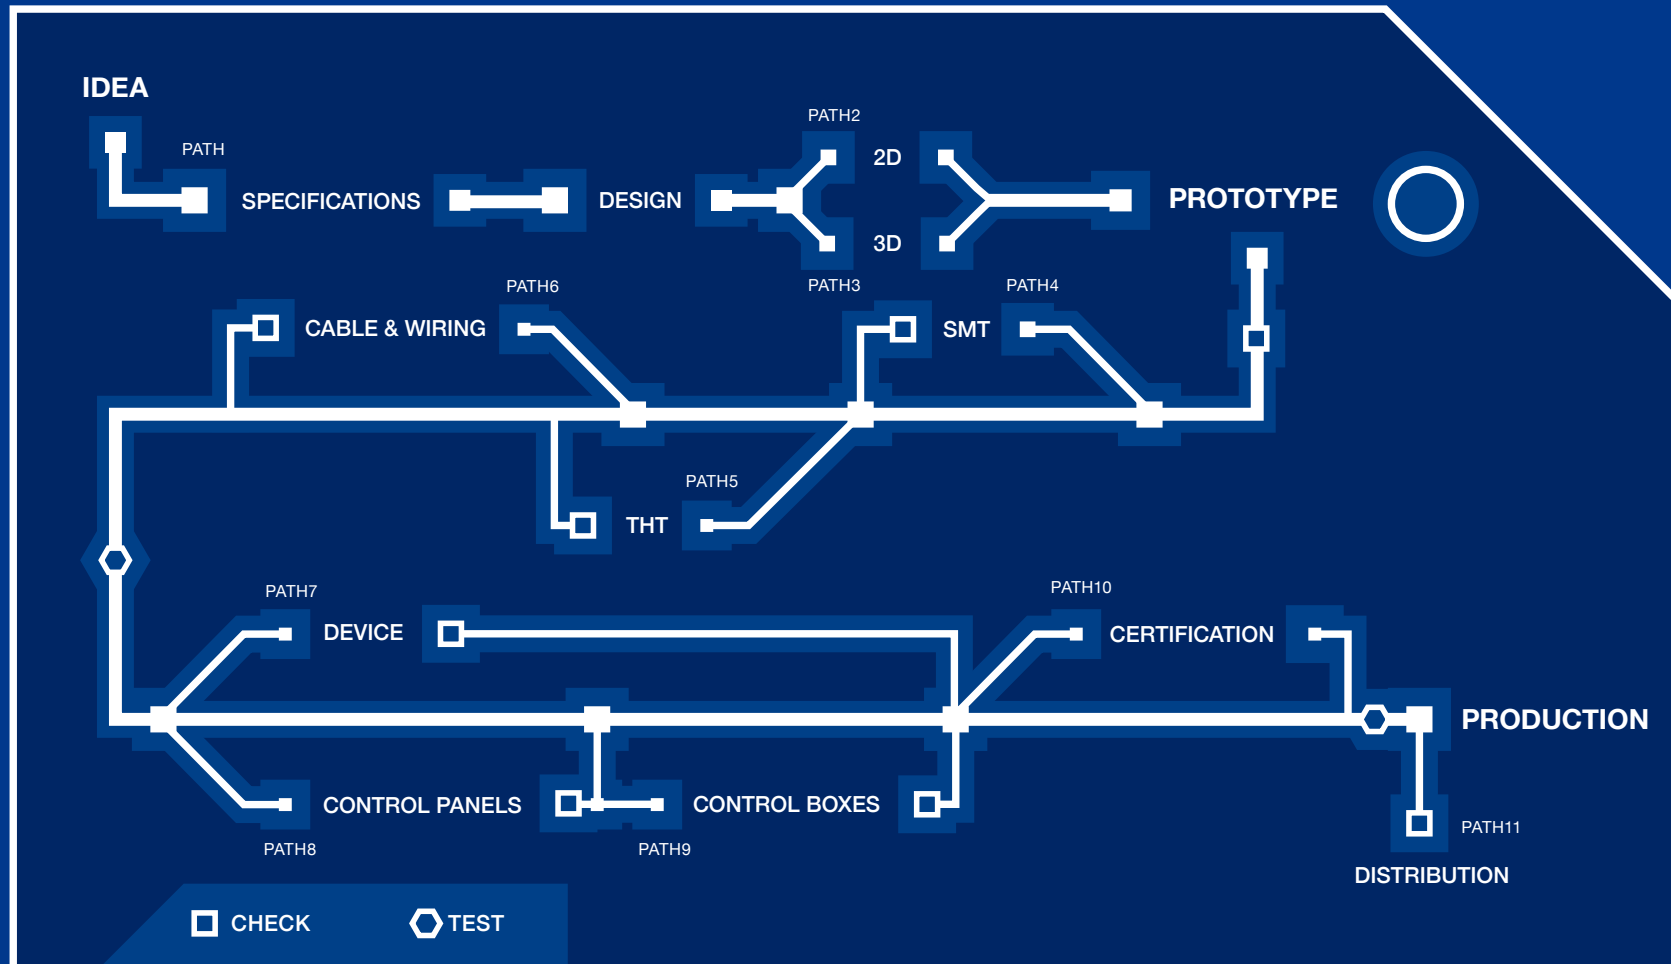 IDEA
PATH
SPECIFICATIONS
DESIGN
PATH2
2D
3D
PATH3
PROTOTYPE
CABLE & WIRING
PATH6
SMT
PATH4
THT
PATH5
PATH7
DEVICE
PATH10
CERTIFICATION
PRODUCTION
CONTROL PANELS
PATH8
CONTROL BOXES
PATH9
PATH11
DISTRIBUTION
CHECK
TEST